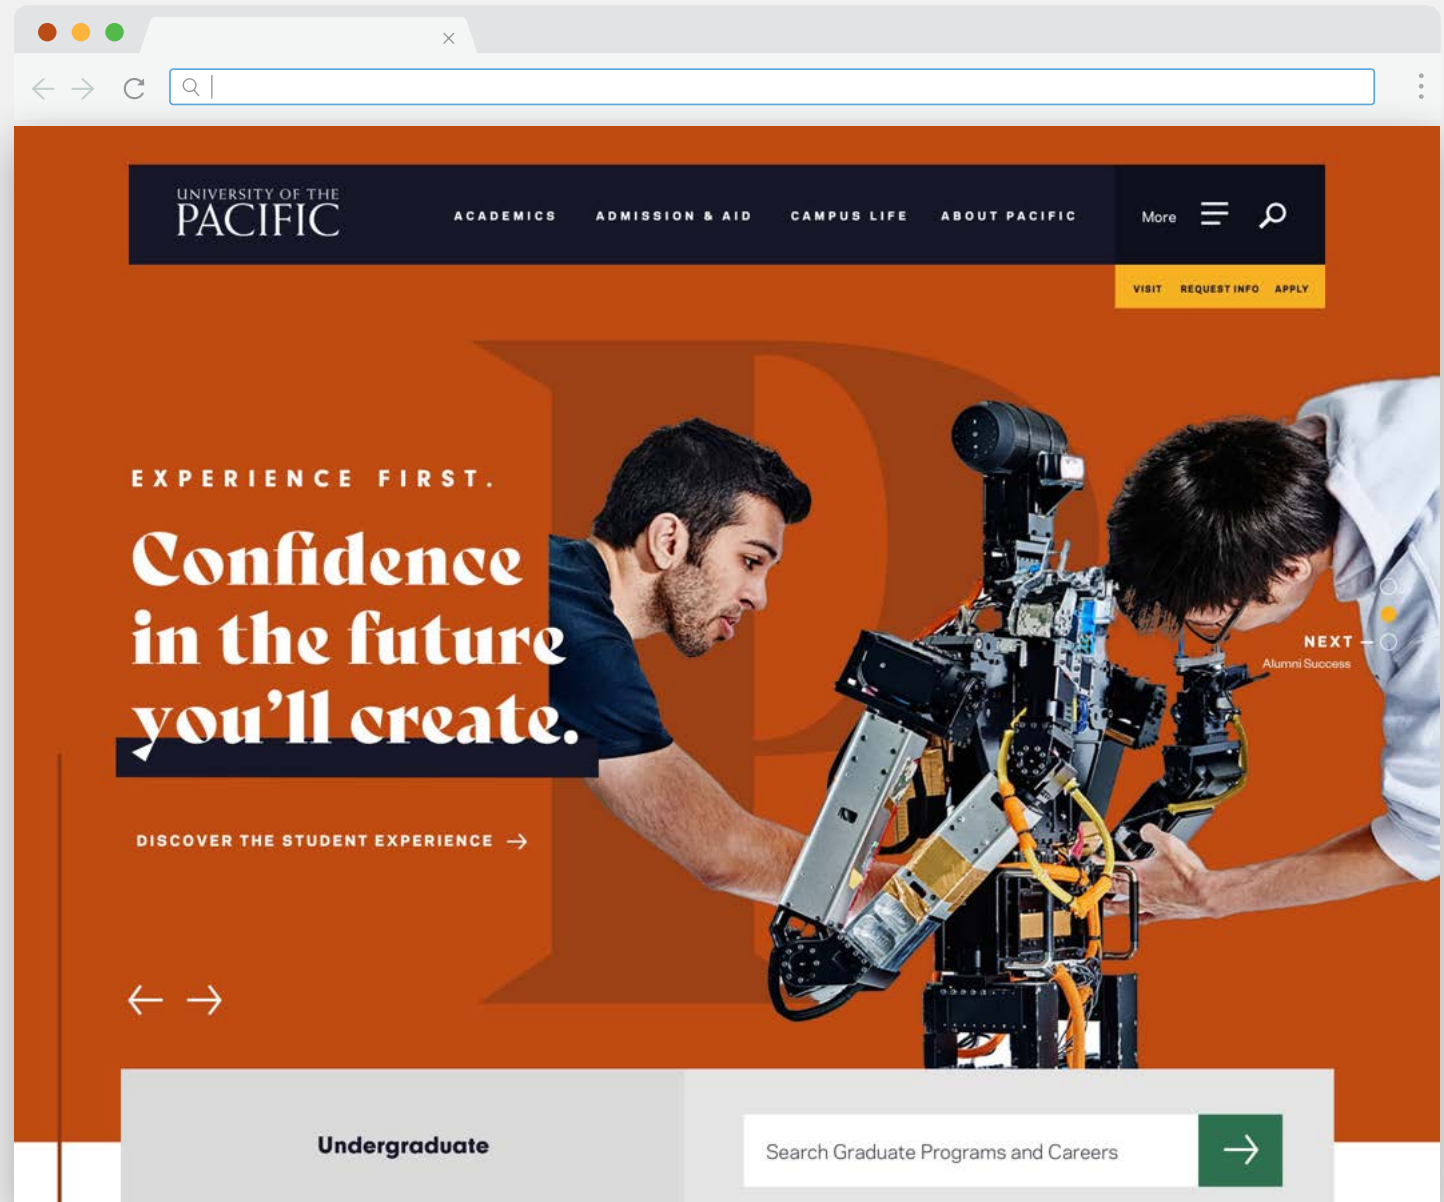 UNIVERSITY OF THE
PACIFIC
ACADEMICS
ADMISSION & AID
CAMPUS LIFE
ABOUT PACIFIC
More
VISIT
REQUEST INFO
APPLY
EXPERIENCE FIRST.
Confidence
in the future
you'll create.
NEXT
Alumni Success
DISCOVER THE STUDENT EXPERIENCE
Undergraduate
Search Graduate Programs and Careers